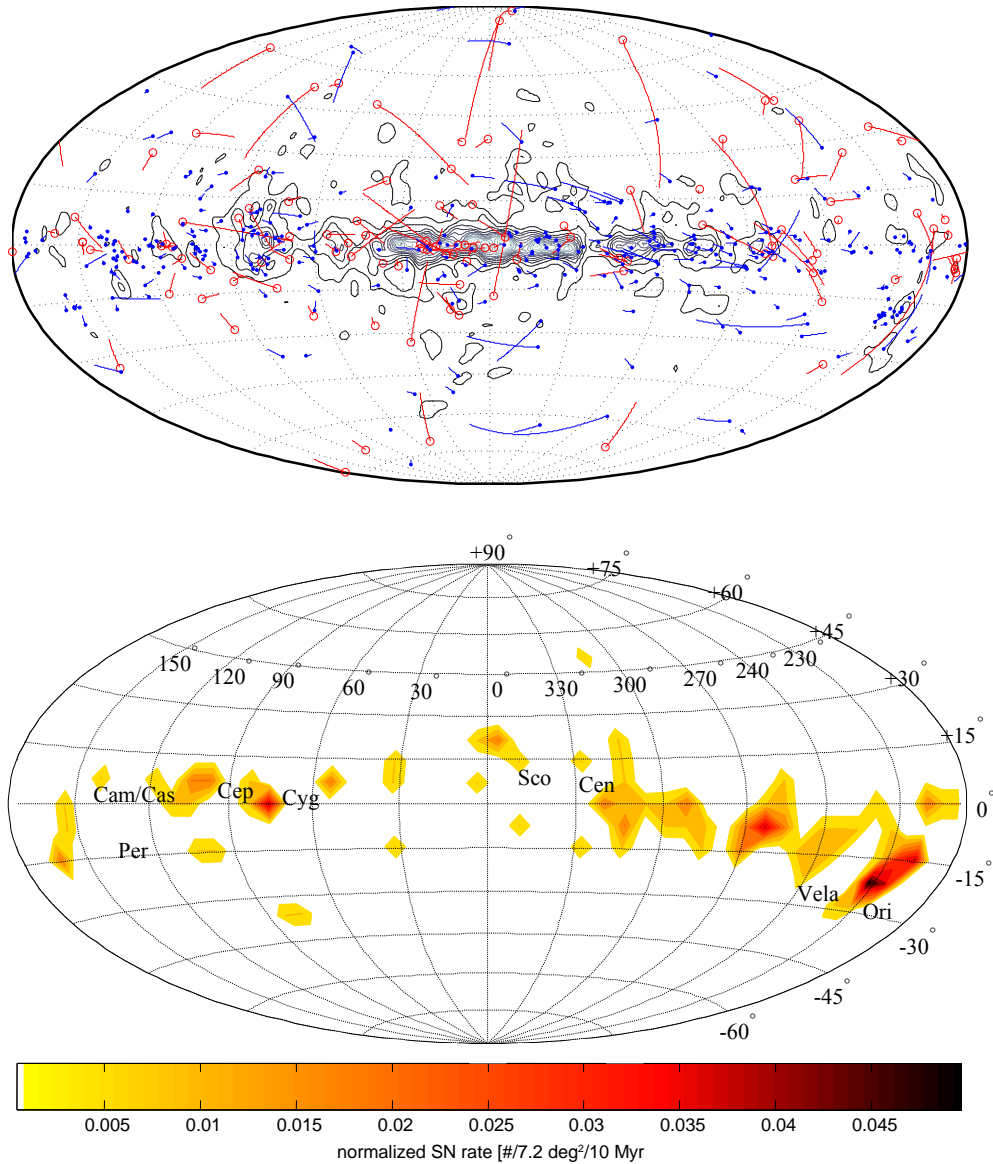 +90°
+75°
+60°
+45°
150° 120° 90° 60° 30° 0° 330° 300° 270° 240° 230°
+30°
+15°
Sco
Cam/Cas Cep Cyg Cen
0°
Per
-15°
Vela
Ori
-30°
-45°
-60°
0.005 0.01 0.015 0.02 0.025 0.03 0.035 0.04 0.045
normalized SN rate [#/7.2 deg²/10 Myr